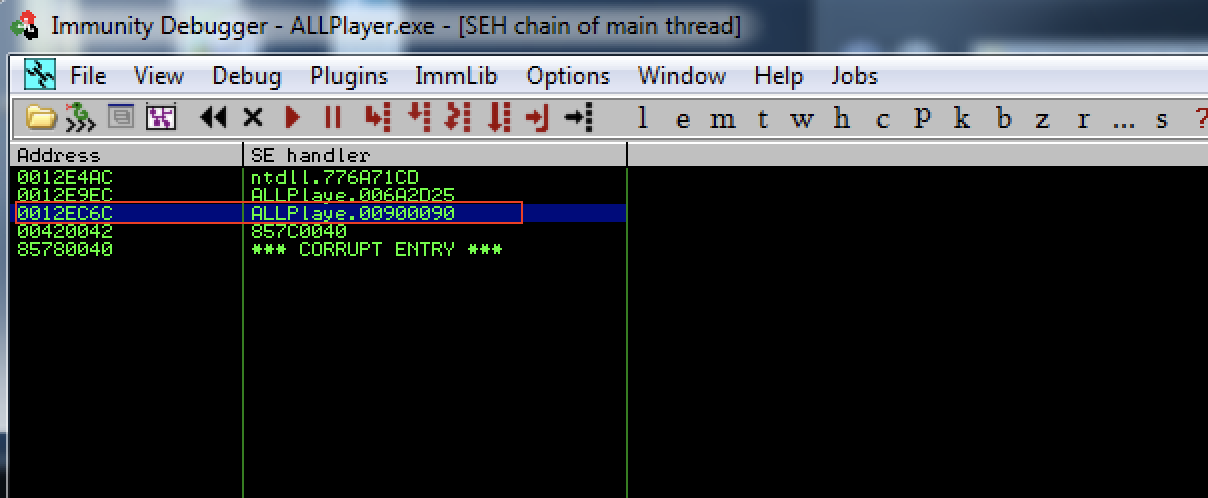 Immunity Debugger - ALLPlayer.exe - [SEH chain of main thread]
File View Debug Plugins ImmLib Options Window Help Jobs
l e m t w h c P k b z r ... s ?
Address SE handler
0012E4AC ntdll.776A71CD
0012E9EC ALLPlaye.006A2D25
0012EC6C ALLPlaye.00900090
00420042 857C0040
85780040 *** CORRUPT ENTRY ***